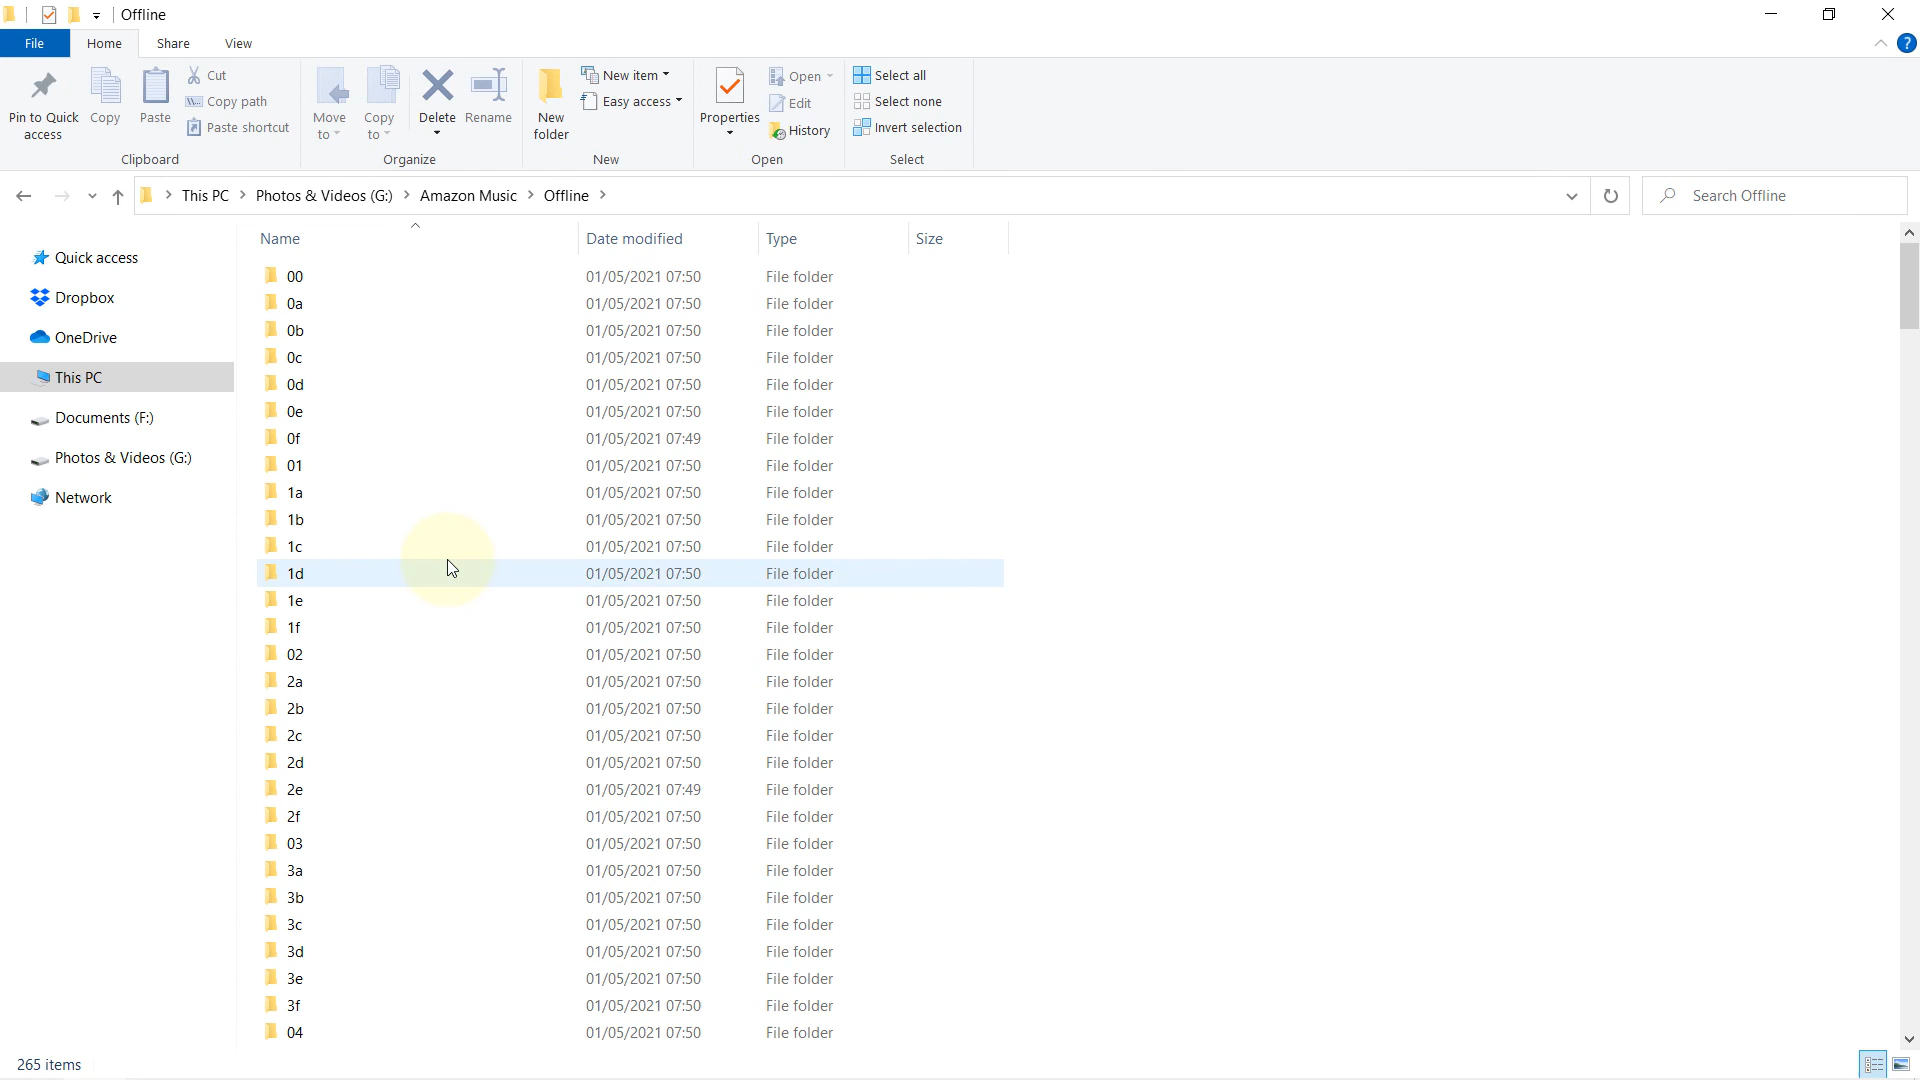 Offline
File Home Share View
Pin to Quick access Copy Paste Cut Copy path Paste shortcut Move to Copy to Delete Rename New folder New item Easy access Properties Open Edit History Select all Select none Invert selection
Clipboard Organize New Open Select
This PC Photos & Videos (G:) Amazon Music Offline Search Offline
Quick access
Dropbox
OneDrive
This PC
Documents (F:)
Photos & Videos (G:)
Network
Name Date modified Type Size
00 01/05/2021 07:50 File folder
0a 01/05/2021 07:50 File folder
0b 01/05/2021 07:50 File folder
0c 01/05/2021 07:50 File folder
0d 01/05/2021 07:50 File folder
0e 01/05/2021 07:50 File folder
0f 01/05/2021 07:49 File folder
01 01/05/2021 07:50 File folder
1a 01/05/2021 07:50 File folder
1b 01/05/2021 07:50 File folder
1c 01/05/2021 07:50 File folder
1d 01/05/2021 07:50 File folder
1e 01/05/2021 07:50 File folder
1f 01/05/2021 07:50 File folder
02 01/05/2021 07:50 File folder
2a 01/05/2021 07:50 File folder
2b 01/05/2021 07:50 File folder
2c 01/05/2021 07:50 File folder
2d 01/05/2021 07:50 File folder
2e 01/05/2021 07:49 File folder
2f 01/05/2021 07:50 File folder
03 01/05/2021 07:50 File folder
3a 01/05/2021 07:50 File folder
3b 01/05/2021 07:50 File folder
3c 01/05/2021 07:50 File folder
3d 01/05/2021 07:50 File folder
3e 01/05/2021 07:50 File folder
3f 01/05/2021 07:50 File folder
04 01/05/2021 07:50 File folder
265 items